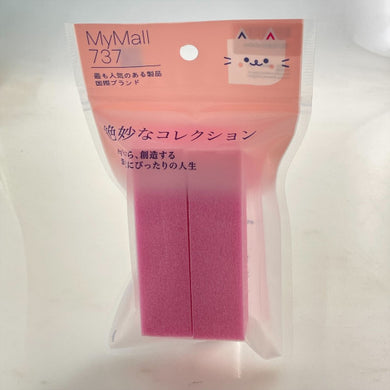 MyMall
737
最も人気のある製品
国際ブランド
絶妙なコレクション
創造する
にぴったりの人生